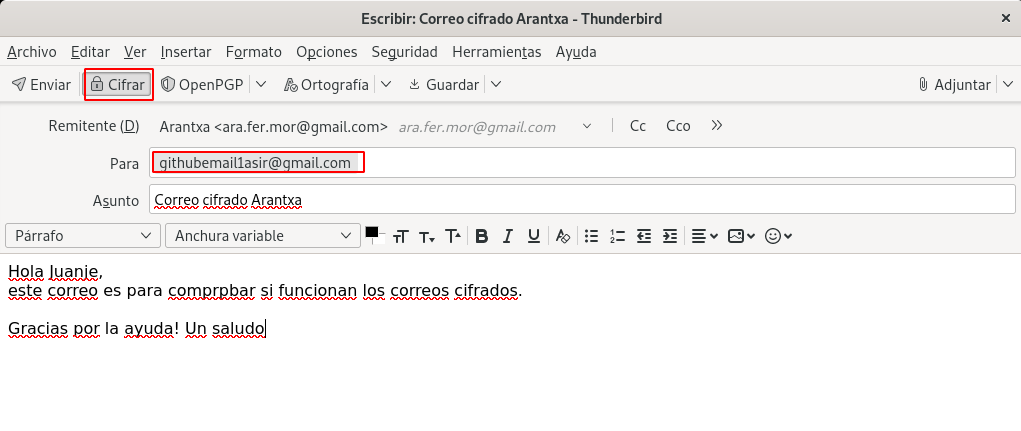 Escribir: Correo cifrado Arantxa - Thunderbird
Archivo Editar Ver Insertar Formato Opciones Seguridad Herramientas Ayuda
Enviar Cifrar OpenPGP Ortografía Guardar Adjuntar
Remitente (D) Arantxa <ara.fer.mor@gmail.com> ara.fer.mor@gmail.com Cc Cco
Para githubemail1asir@gmail.com
Asunto Correo cifrado Arantxa
Párrafo Anchura variable B I U
Hola Juanje,
este correo es para comprpbar si funcionan los correos cifrados.
Gracias por la ayuda! Un saludo